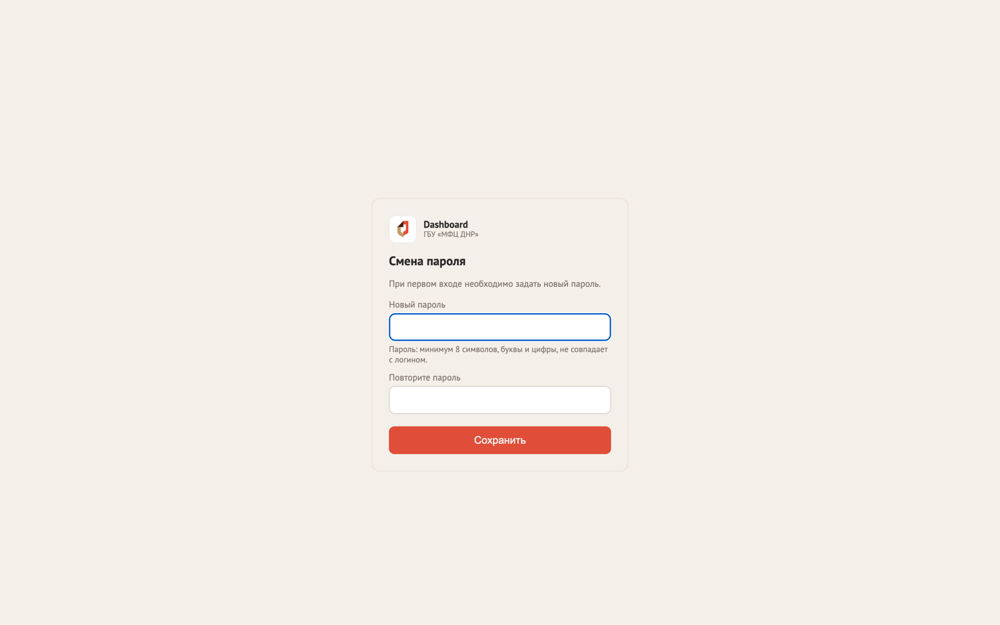 Dashboard
ГБУ «МФЦ ДНР»
Смена пароля
При первом входе необходимо задать новый пароль.
Новый пароль
Пароль: минимум 8 символов, буквы и цифры, не совпадает
с логином.
Повторите пароль
Сохранить